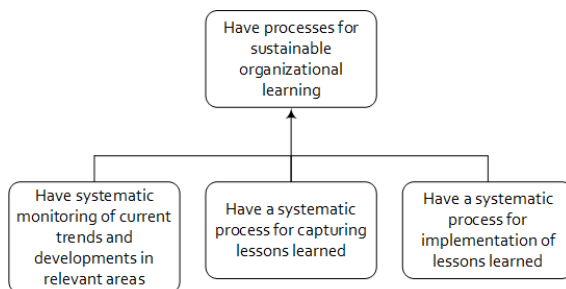 Have processes for
sustainable
organizational
learning
Have systematic
monitoring of current
trends and
developments in
relevant areas
Have a systematic
process for capturing
lessons learned
Have a systematic
process for
implementation of
lessons learned